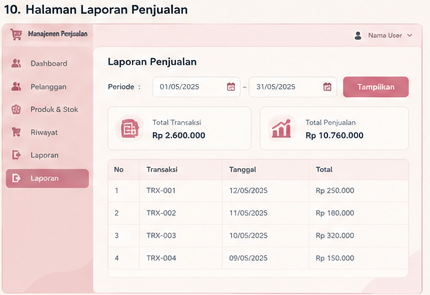 10. Halaman Laporan Penjualan
Manajemen Penjualan
Nama User
Dashboard
Pelanggan
Produk & Stok
Riwayat
Laporan
Laporan
Laporan Penjualan
Periode : 01/05/2025 - 31/05/2025 Tampilkan
Total Transaksi
Rp 2.600.000
Total Penjualan
Rp 10.760.000
No Transaksi Tanggal Total
1 TRX-001 12/05/2025 Rp 250.000
2 TRX-002 11/05/2025 Rp 160.000
3 TRX-003 10/05/2025 Rp 320.000
4 TRX-004 09/05/2025 Rp 150.000